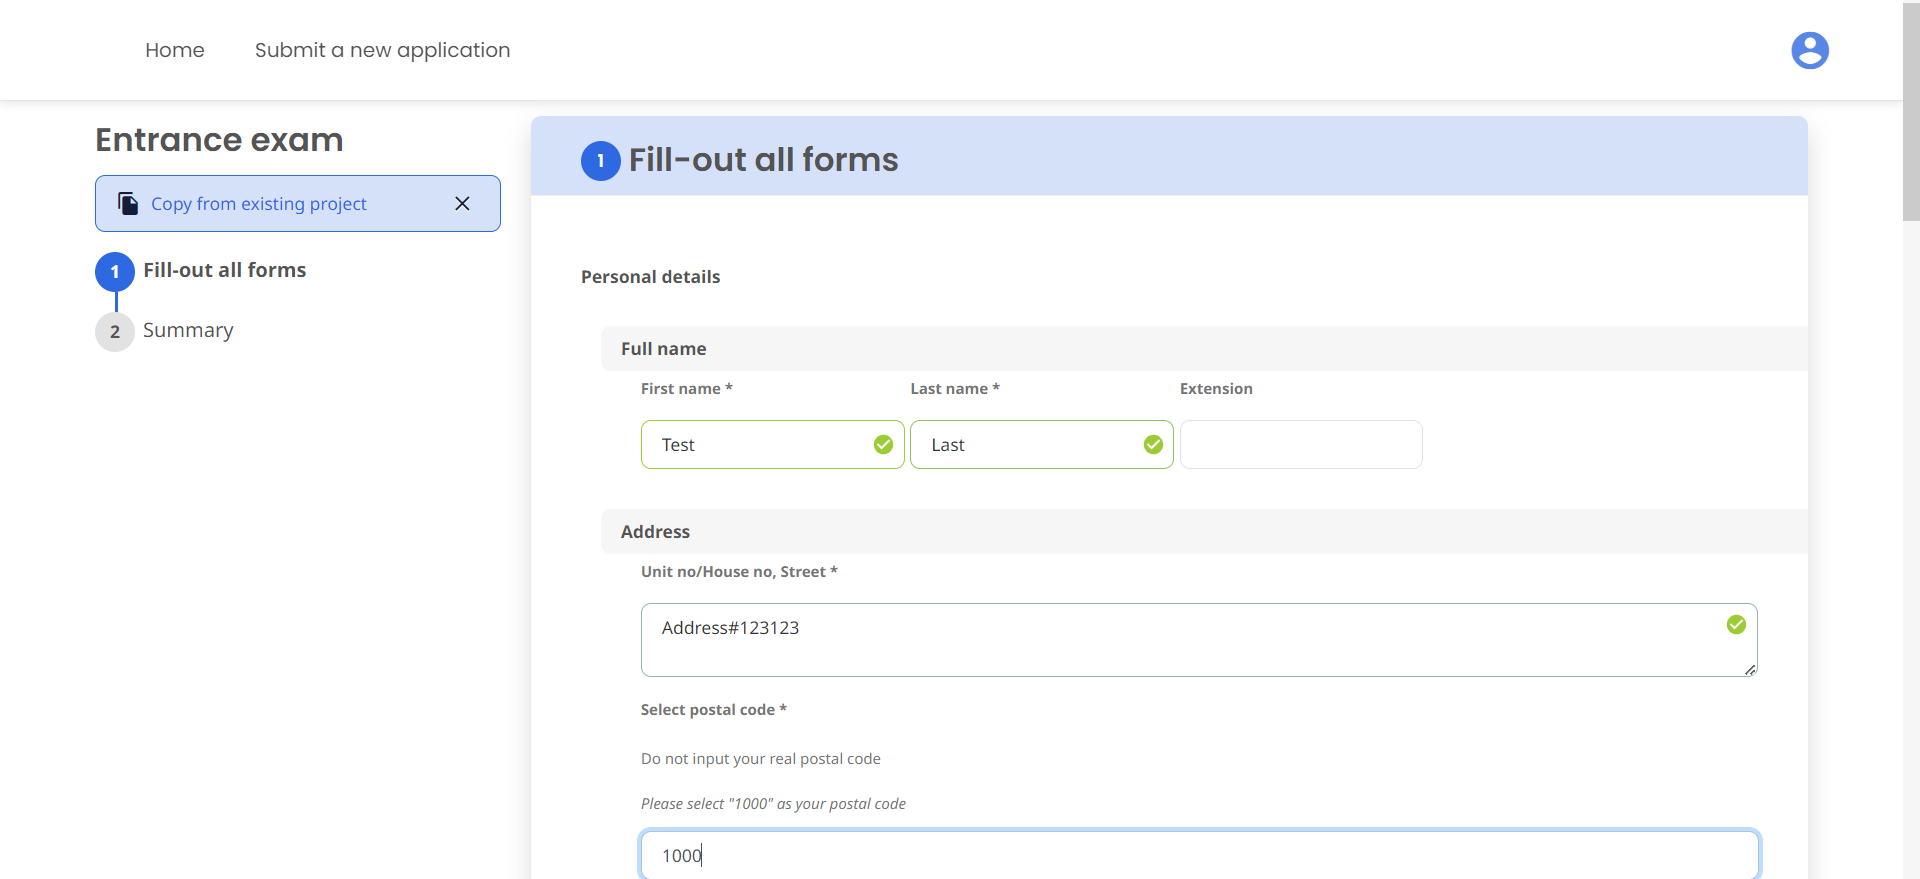 Home
Submit a new application
Entrance exam
Copy from existing project
1 Fill-out all forms
2 Summary
1 Fill-out all forms
Personal details
Full name
First name *
Last name *
Extension
Test
Last
Address
Unit no/House no, Street *
Address#123123
Select postal code *
Do not input your real postal code
Please select "1000" as your postal code
1000